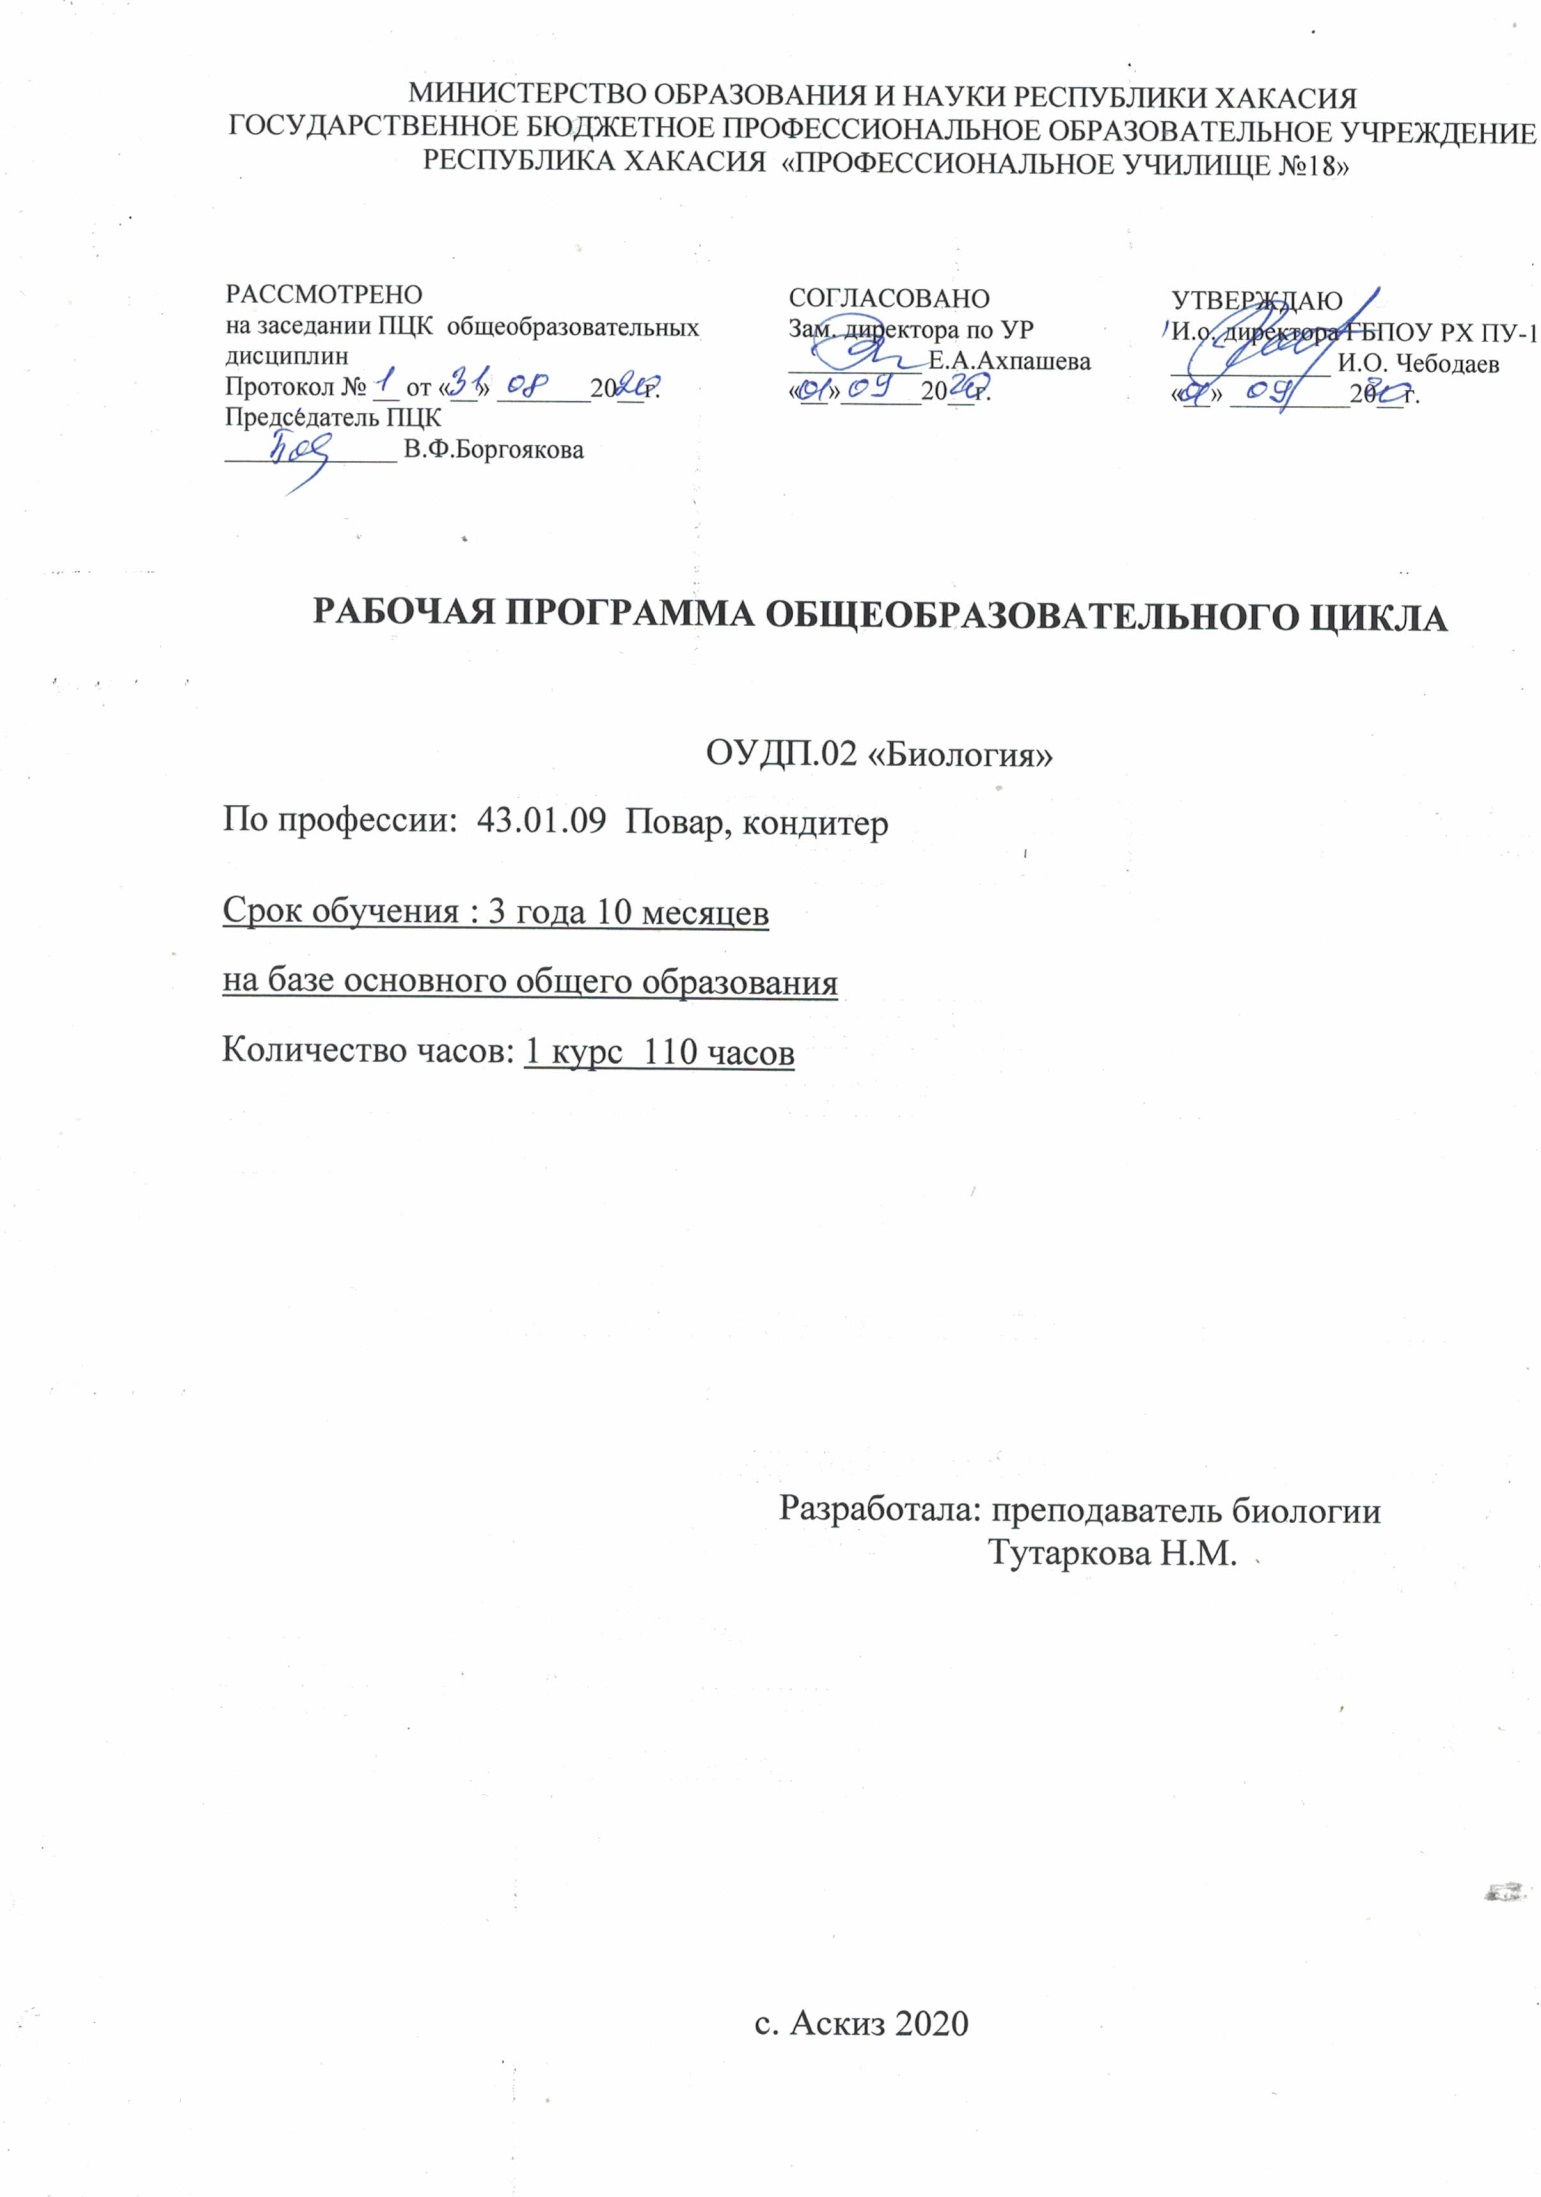 МИНИСТЕРСТВО ОБРАЗОВАНИЯ И НАУКИ РЕСПУБЛИКИ ХАКАСИЯ
ГОСУДАРСТВЕННОЕ БЮДЖЕТНОЕ ПРОФЕССИОНАЛЬНОЕ ОБРАЗОВАТЕЛЬНОЕ УЧРЕЖДЕНИЕ
РЕСПУБЛИКА ХАКАСИЯ «ПРОФЕССИОНАЛЬНОЕ УЧИЛИЩЕ №18»
РАССМОТРЕНО
на заседании ПЦК общеобразовательных
дисциплин
Протокол № 1 от «31» 08 2020г.
Председатель ПЦК
В.Ф.Боргоякова
СОГЛАСОВАНО
Зам. директора по УР
Е.А.Ахпашева
«01» 09 2020г.
УТВЕРЖДАЮ
И.о. директора ГБПОУ РХ ПУ-1
И.О. Чебодаев
«01» 09 2020г.
РАБОЧАЯ ПРОГРАММА ОБЩЕОБРАЗОВАТЕЛЬНОГО ЦИКЛА
ОУДП.02 «Биология»
По профессии: 43.01.09 Повар, кондитер
Срок обучения : 3 года 10 месяцев
на базе основного общего образования
Количество часов: 1 курс 110 часов
Разработала: преподаватель биологии
Тутаркова Н.М.
с. Аскиз 2020